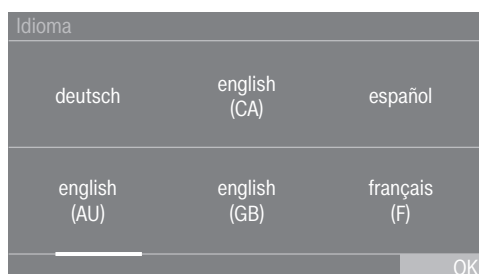 Idioma
deutsch
english
(CA)
español
english
(AU)
english
(GB)
français
(F)
OK